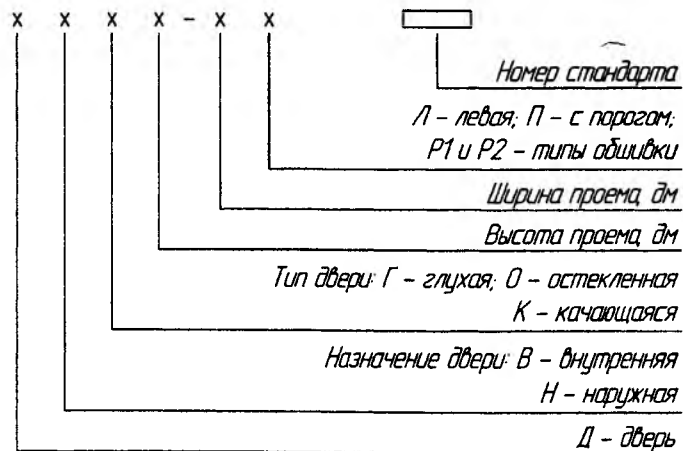 х х х х - х х
Номер стандарта
Л - левая; П - с порогом;
Р1 и Р2 - типы обшивки
Ширина проема, дм
Высота проема, дм
Тип двери: Г - глухая; О - остекленная
К - качающаяся
Назначение двери: В - внутренняя
Н - наружная
Д - дверь